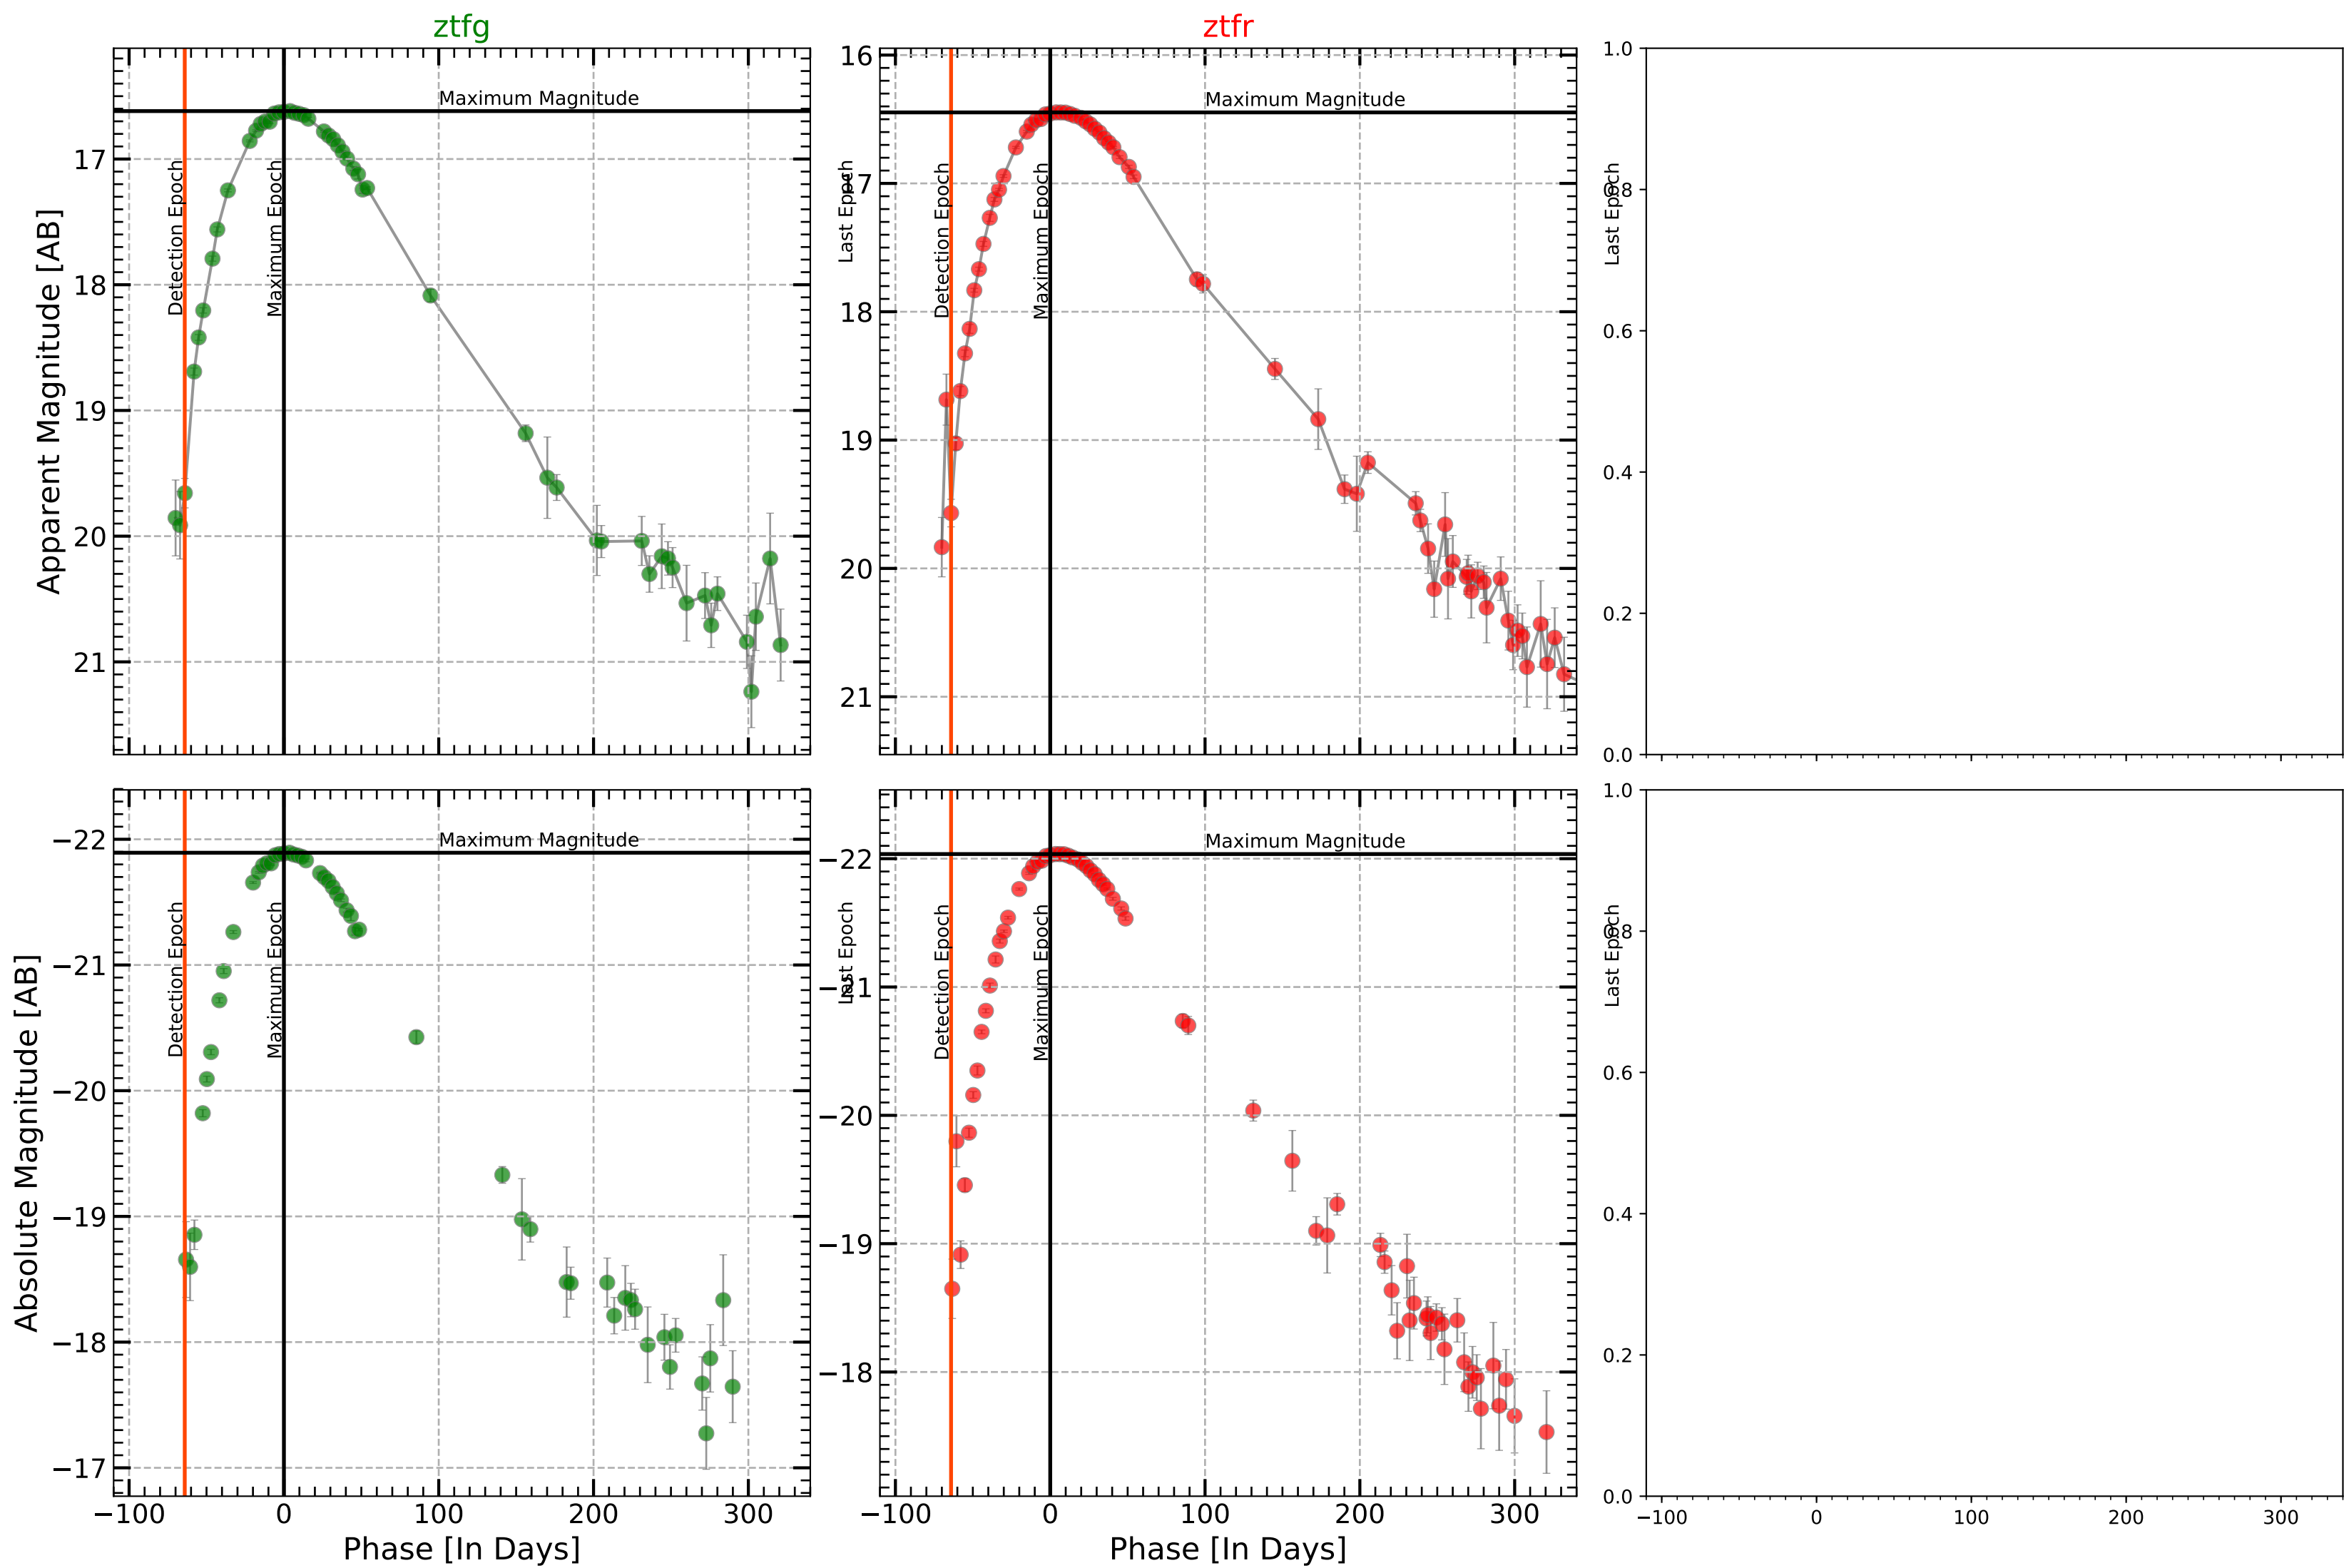 ztfg
ztfr
Apparent Magnitude [AB]
17
18
19
20
21
Maximum Magnitude
Detection Epoch
Maximum Epoch
Last Epoch
16
17
18
19
20
21
Maximum Magnitude
Detection Epoch
Maximum Epoch
Last Epoch
1.0
0.8
0.6
0.4
0.2
0.0
Absolute Magnitude [AB]
−22
−21
−20
−19
−18
−17
Maximum Magnitude
Detection Epoch
Maximum Epoch
Last Epoch
−22
−21
−20
−19
−18
Maximum Magnitude
Detection Epoch
Maximum Epoch
Last Epoch
1.0
0.8
0.6
0.4
0.2
0.0
−100 0 100 200 300
−100 0 100 200 300
−100 0 100 200 300
Phase [In Days]
Phase [In Days]